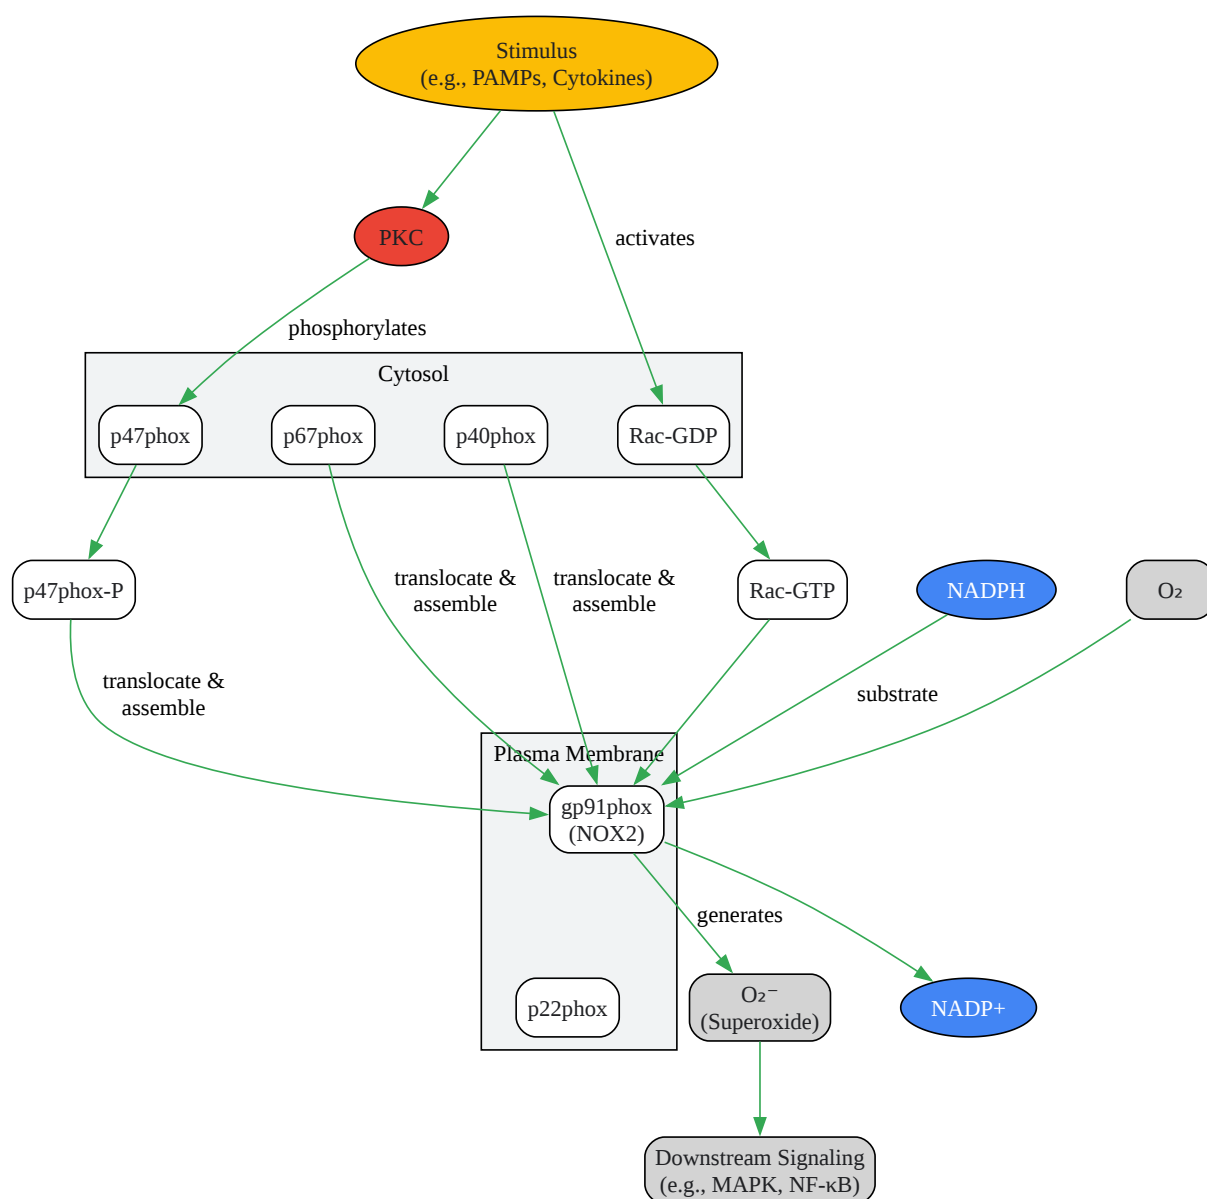 Stimulus
(e.g., PAMPs, Cytokines)
PKC
activates
phosphorylates
Cytosol
p47phox
p67phox
p40phox
Rac-GDP
translocate &
assemble
translocate &
assemble
p47phox-P
Rac-GTP
NADPH
O₂
translocate &
assemble
substrate
Plasma Membrane
gp91phox
(NOX2)
generates
p22phox
O₂⁻
(Superoxide)
NADP+
Downstream Signaling
(e.g., MAPK, NF-κB)